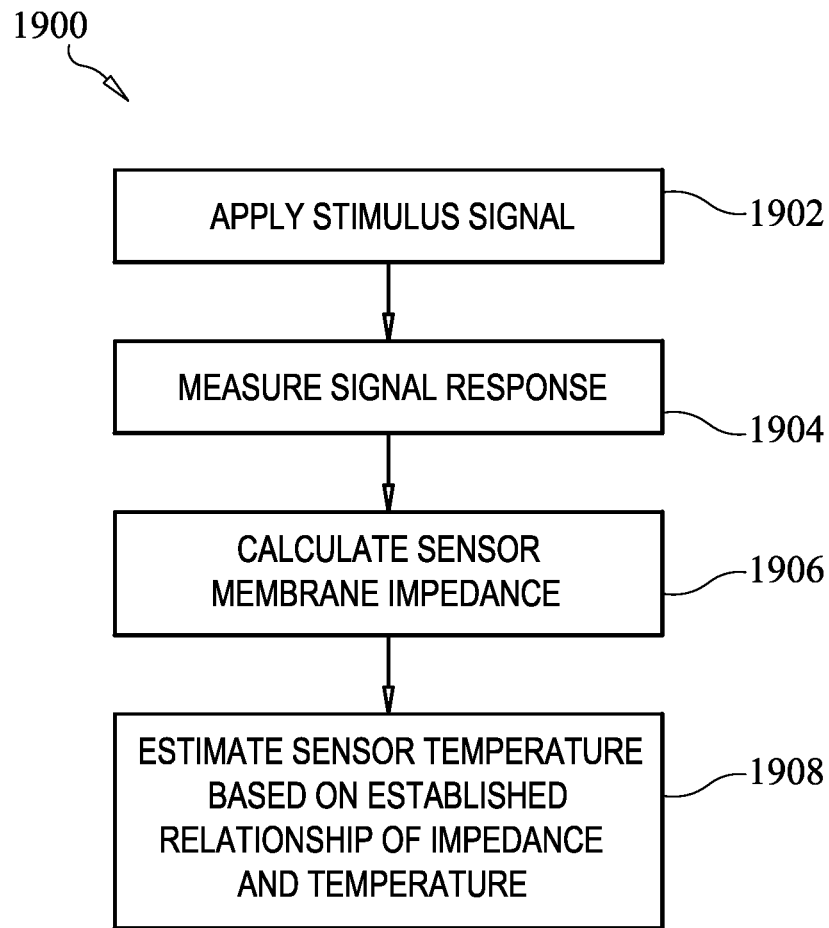 1900
APPLY STIMULUS SIGNAL
1902
MEASURE SIGNAL RESPONSE
1904
CALCULATE SENSOR
MEMBRANE IMPEDANCE
1906
ESTIMATE SENSOR TEMPERATURE
BASED ON ESTABLISHED
RELATIONSHIP OF IMPEDANCE
AND TEMPERATURE
1908